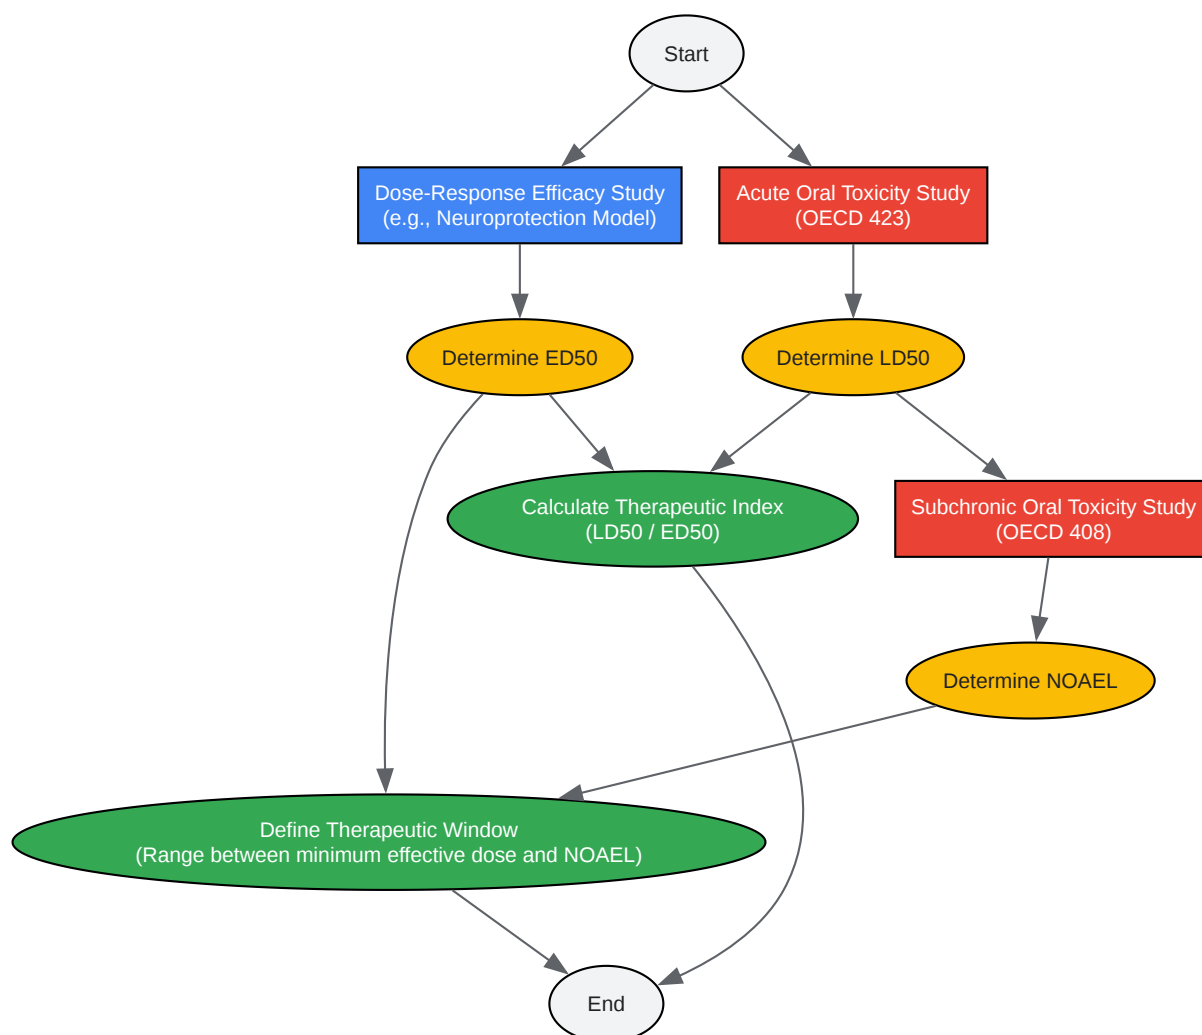 Start
Dose-Response Efficacy Study
(e.g., Neuroprotection Model)
Acute Oral Toxicity Study
(OECD 423)
Determine ED50
Determine LD50
Calculate Therapeutic Index
(LD50 / ED50)
Subchronic Oral Toxicity Study
(OECD 408)
Determine NOAEL
Define Therapeutic Window
(Range between minimum effective dose and NOAEL)
End